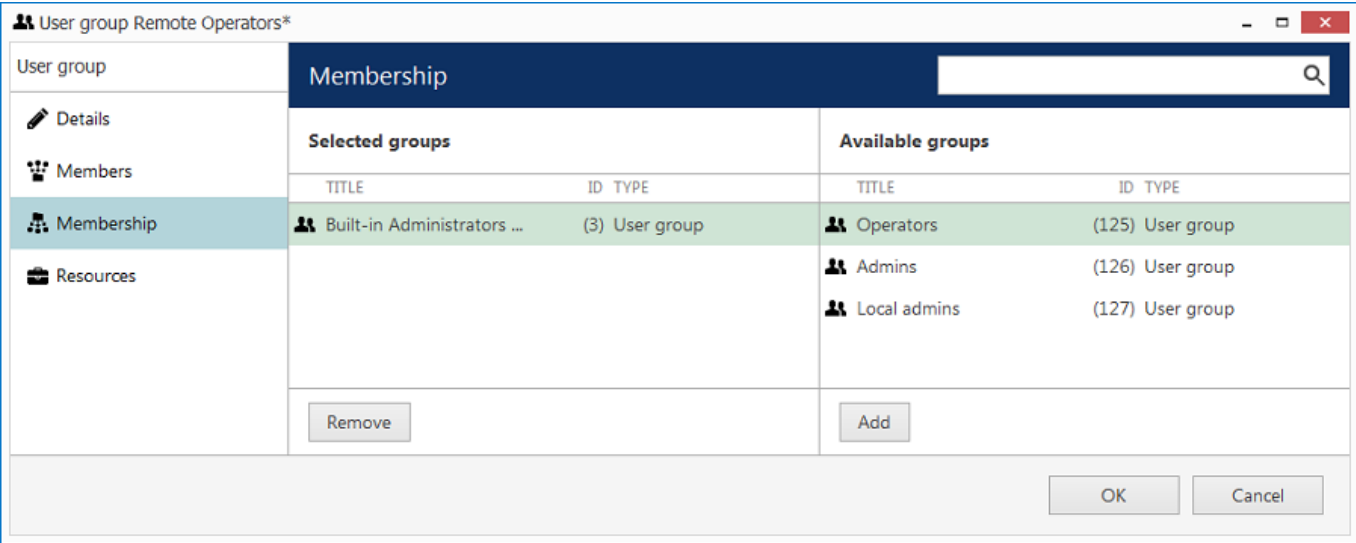 User group Remote Operators*
User group
Membership
Details
Members
Membership
Resources
Selected groups
TITLE ID TYPE
Built-in Administrators ... (3) User group
Remove
Available groups
TITLE ID TYPE
Operators (125) User group
Admins (126) User group
Local admins (127) User group
Add
OK
Cancel